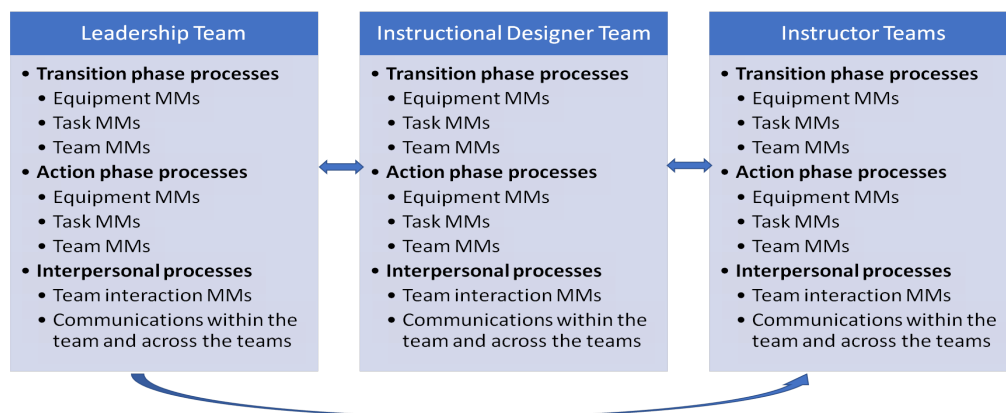 Leadership Team
• Transition phase processes
• Equipment MMs
• Task MMs
• Team MMs
• Action phase processes
• Equipment MMs
• Task MMs
• Team MMs
• Interpersonal processes
• Team interaction MMs
• Communications within the
team and across the teams
Instructional Designer Team
• Transition phase processes
• Equipment MMs
• Task MMs
• Team MMs
• Action phase processes
• Equipment MMs
• Task MMs
• Team MMs
• Interpersonal processes
• Team interaction MMs
• Communications within the
team and across the teams
Instructor Teams
• Transition phase processes
• Equipment MMs
• Task MMs
• Team MMs
• Action phase processes
• Equipment MMs
• Task MMs
• Team MMs
• Interpersonal processes
• Team interaction MMs
• Communications within the
team and across the teams